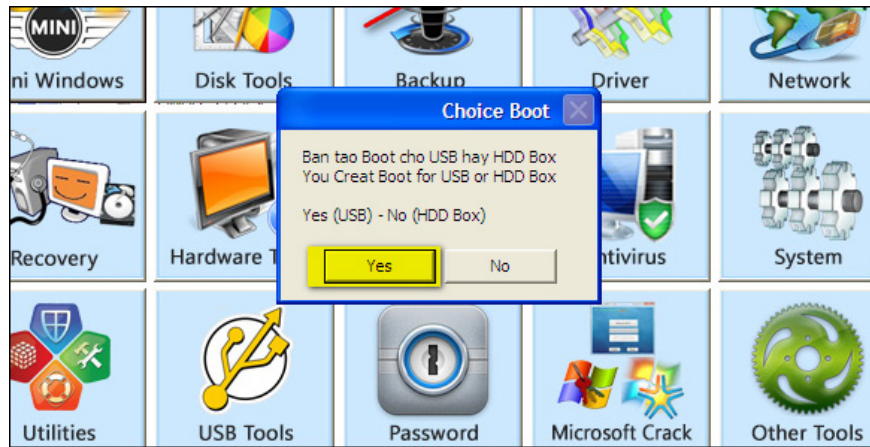 MINI
ni Windows
Disk Tools
Backup
Driver
Network
Choice Boot
Ban tao Boot cho USB hay HDD Box
You Creat Boot for USB or HDD Box
Yes (USB) - No (HDD Box)
Yes
No
Recovery
Hardware T
tivirus
System
Utilities
USB Tools
Password
Microsoft Crack
Other Tools